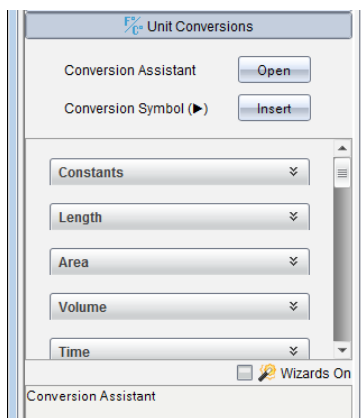 F°/C° Unit Conversions
Conversion Assistant Open
Conversion Symbol (▶) Insert
Constants
Length
Area
Volume
Time
Wizards On
Conversion Assistant